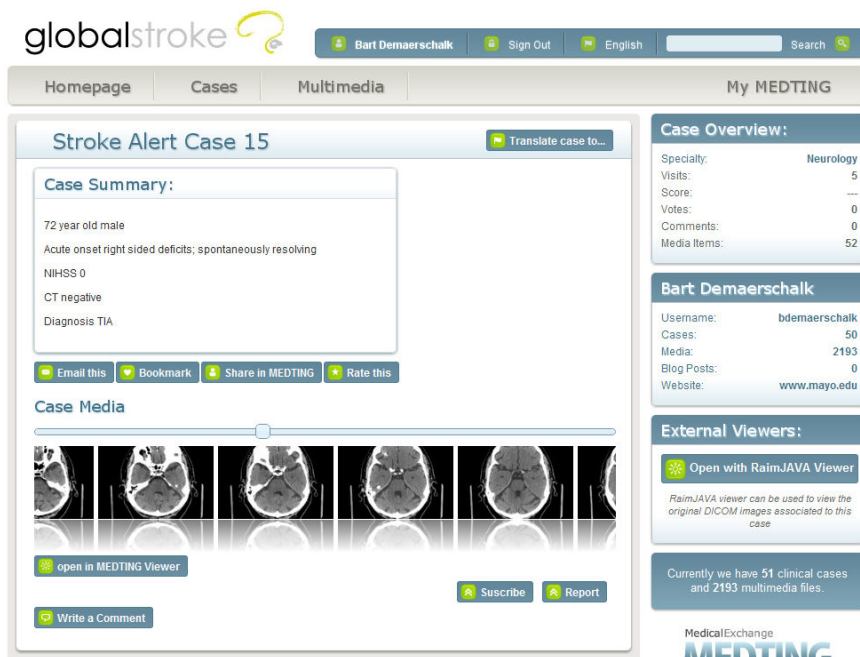 globalstroke
Bart Demaerschalk Sign Out English Search
Homepage Cases Multimedia My MEDTING
Stroke Alert Case 15
Translate case to...
Case Summary:
72 year old male
Acute onset right sided deficits; spontaneously resolving
NIHSS 0
CT negative
Diagnosis TIA
Email this Bookmark Share in MEDTING Rate this
Case Media
open in MEDTING Viewer
Suscribe Report
Write a Comment
Case Overview:
Specialty: Neurology
Visits: 5
Score: ---
Votes: 0
Comments: 0
Media Items: 52
Bart Demaerschalk
Username: bdemaerschalk
Cases: 50
Media: 2193
Blog Posts: 0
Website: www.mayo.edu
External Viewers:
Open with RaimJAVA Viewer
RaimJAVA viewer can be used to view the
original DICOM images associated to this
case
Currently we have 51 clinical cases
and 2193 multimedia files.
MedicalExchange
MEDTING